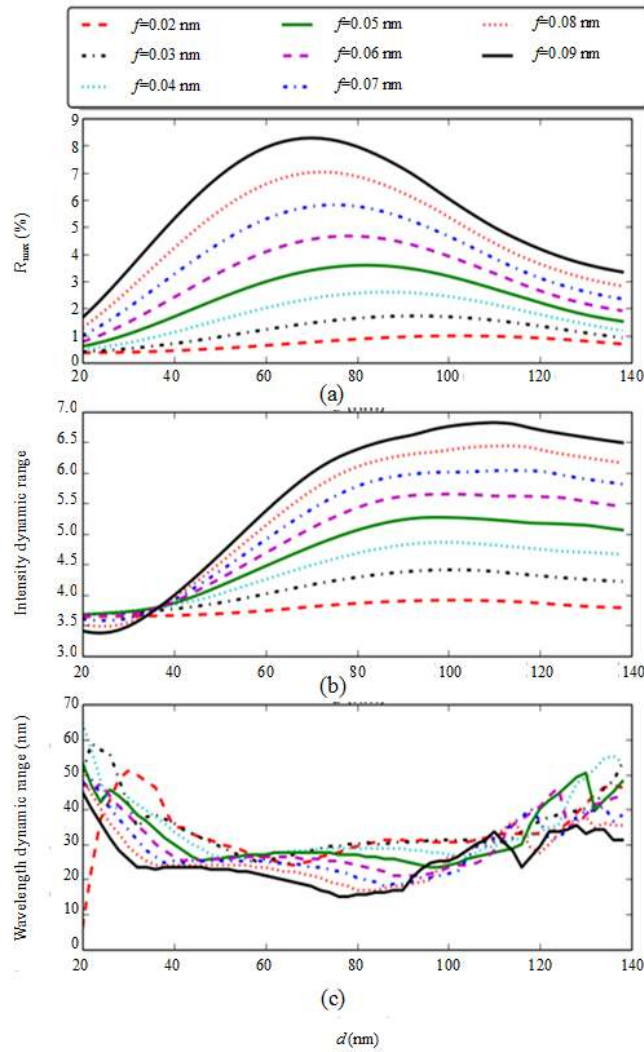 f=0.02 nm f=0.05 nm f=0.08 nm
f=0.03 nm f=0.06 nm f=0.09 nm
f=0.04 nm f=0.07 nm
9
8
7
6
5
4
3
2
1
0
Rmax (%)
20 40 60 80 100 120 140
(a)
7.0
6.5
6.0
5.5
5.0
4.5
4.0
3.5
3.0
Intensity dynamic range
20 40 60 80 100 120 140
(b)
70
60
50
40
30
20
10
0
Wavelength dynamic range (nm)
20 40 60 80 100 120 140
(c)
d (nm)